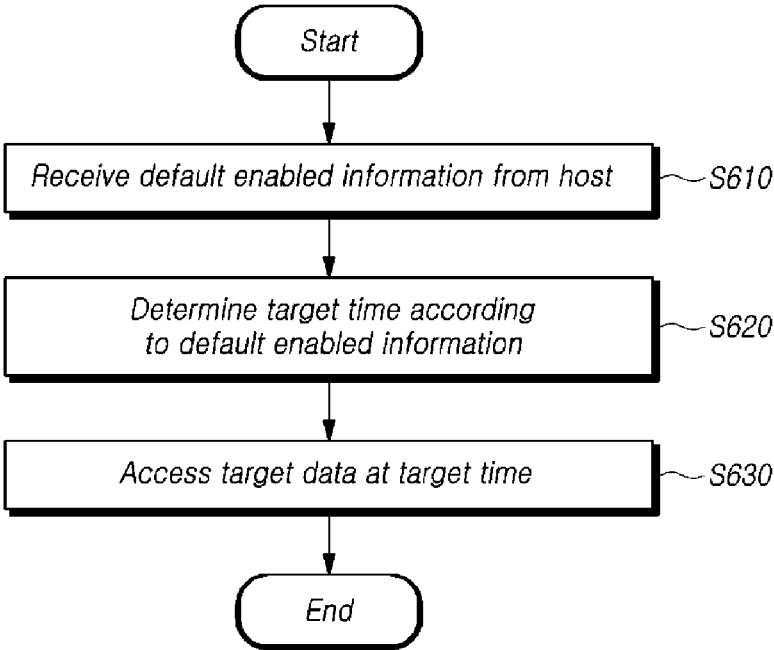 Start
Receive default enabled information from host
S610
Determine target time according
to default enabled information
S620
Access target data at target time
S630
End